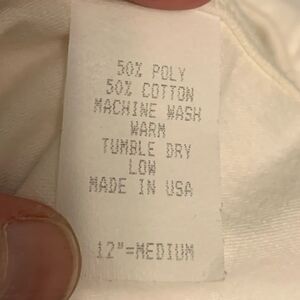 50% POLY
50% COTTON
MACHINE WASH
WARM
TUMBLE DRY
LOW
MADE IN USA
12"=MEDIUM